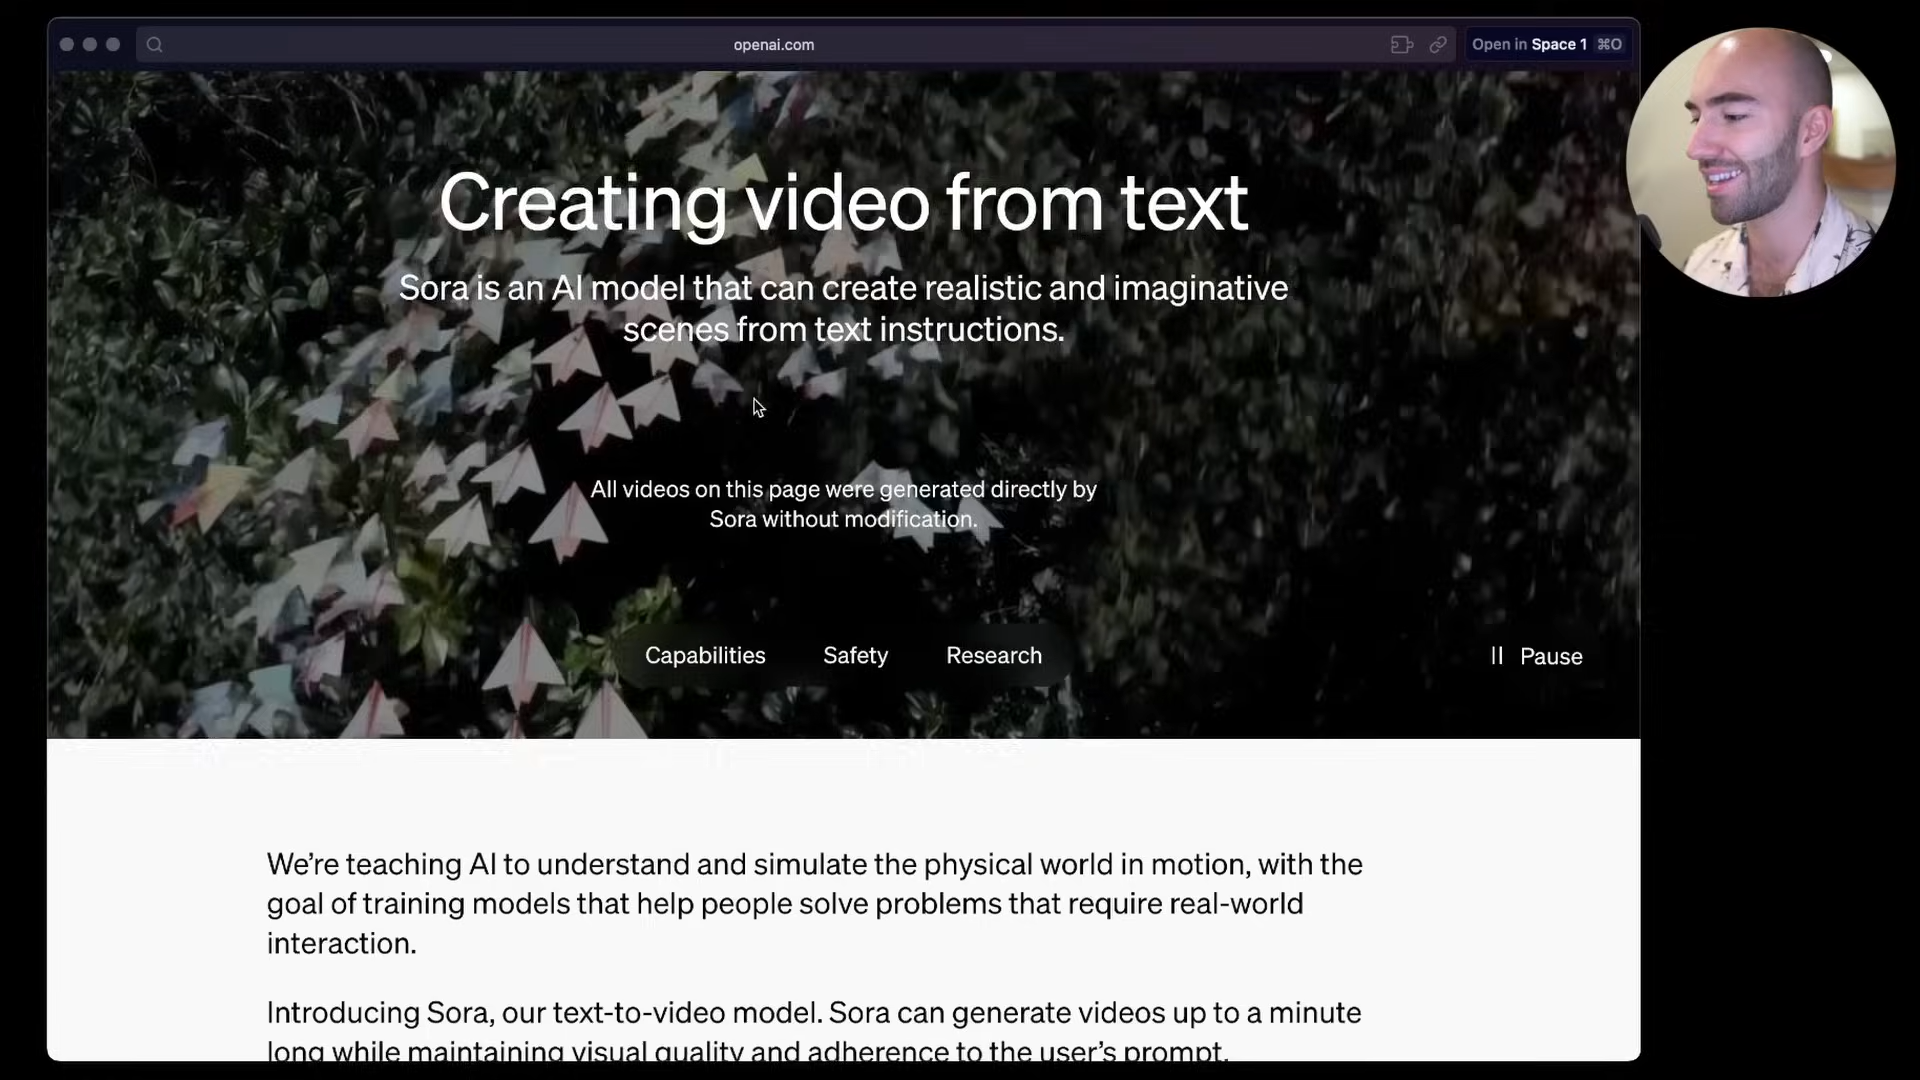 openai.com
Open in Space 1 ⌘O
Creating video from text
Sora is an AI model that can create realistic and imaginative
scenes from text instructions.
All videos on this page were generated directly by
Sora without modification.
Capabilities Safety Research
Pause
We’re teaching AI to understand and simulate the physical world in motion, with the
goal of training models that help people solve problems that require real-world
interaction.
Introducing Sora, our text-to-video model. Sora can generate videos up to a minute
long while maintaining visual quality and adherence to the user’s prompt.